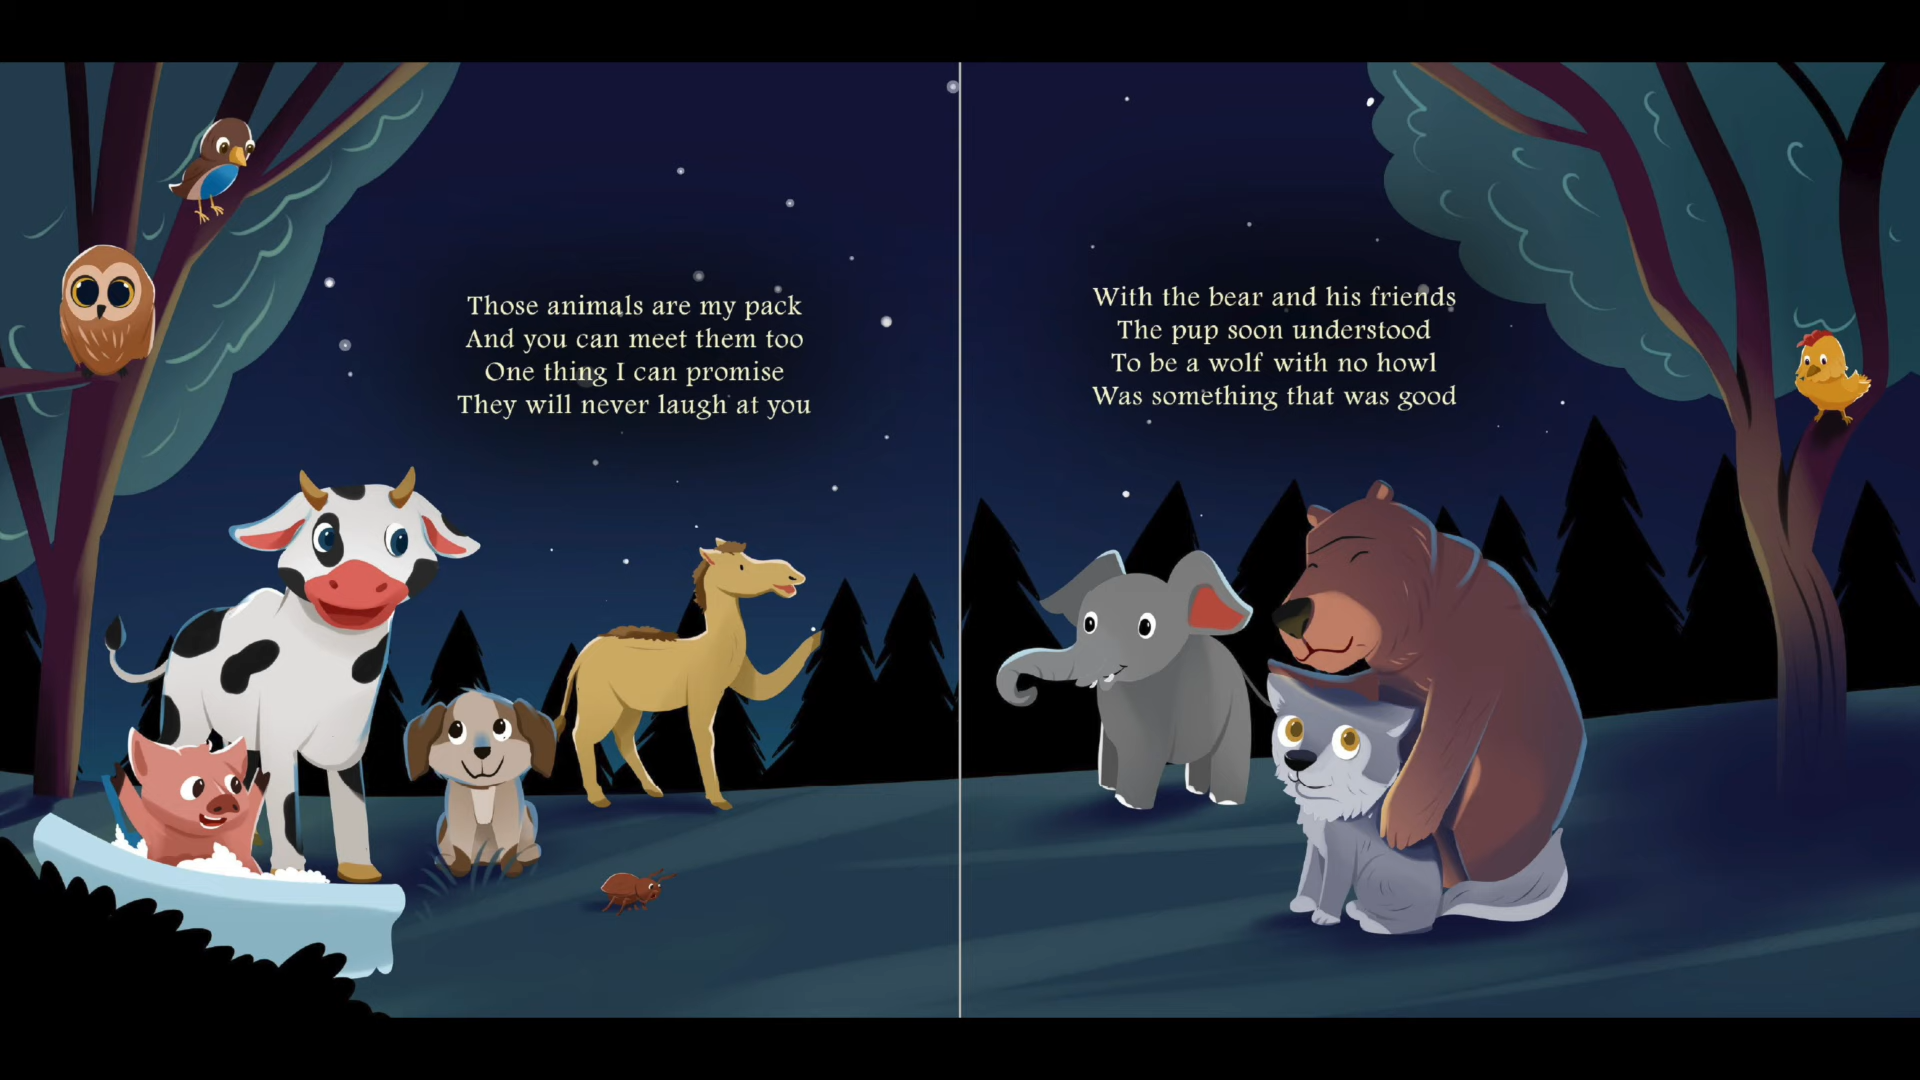 Those animals are my pack
And you can meet them too
One thing I can promise
They will never laugh at you
With the bear and his friends
The pup soon understood
To be a wolf with no howl
Was something that was good